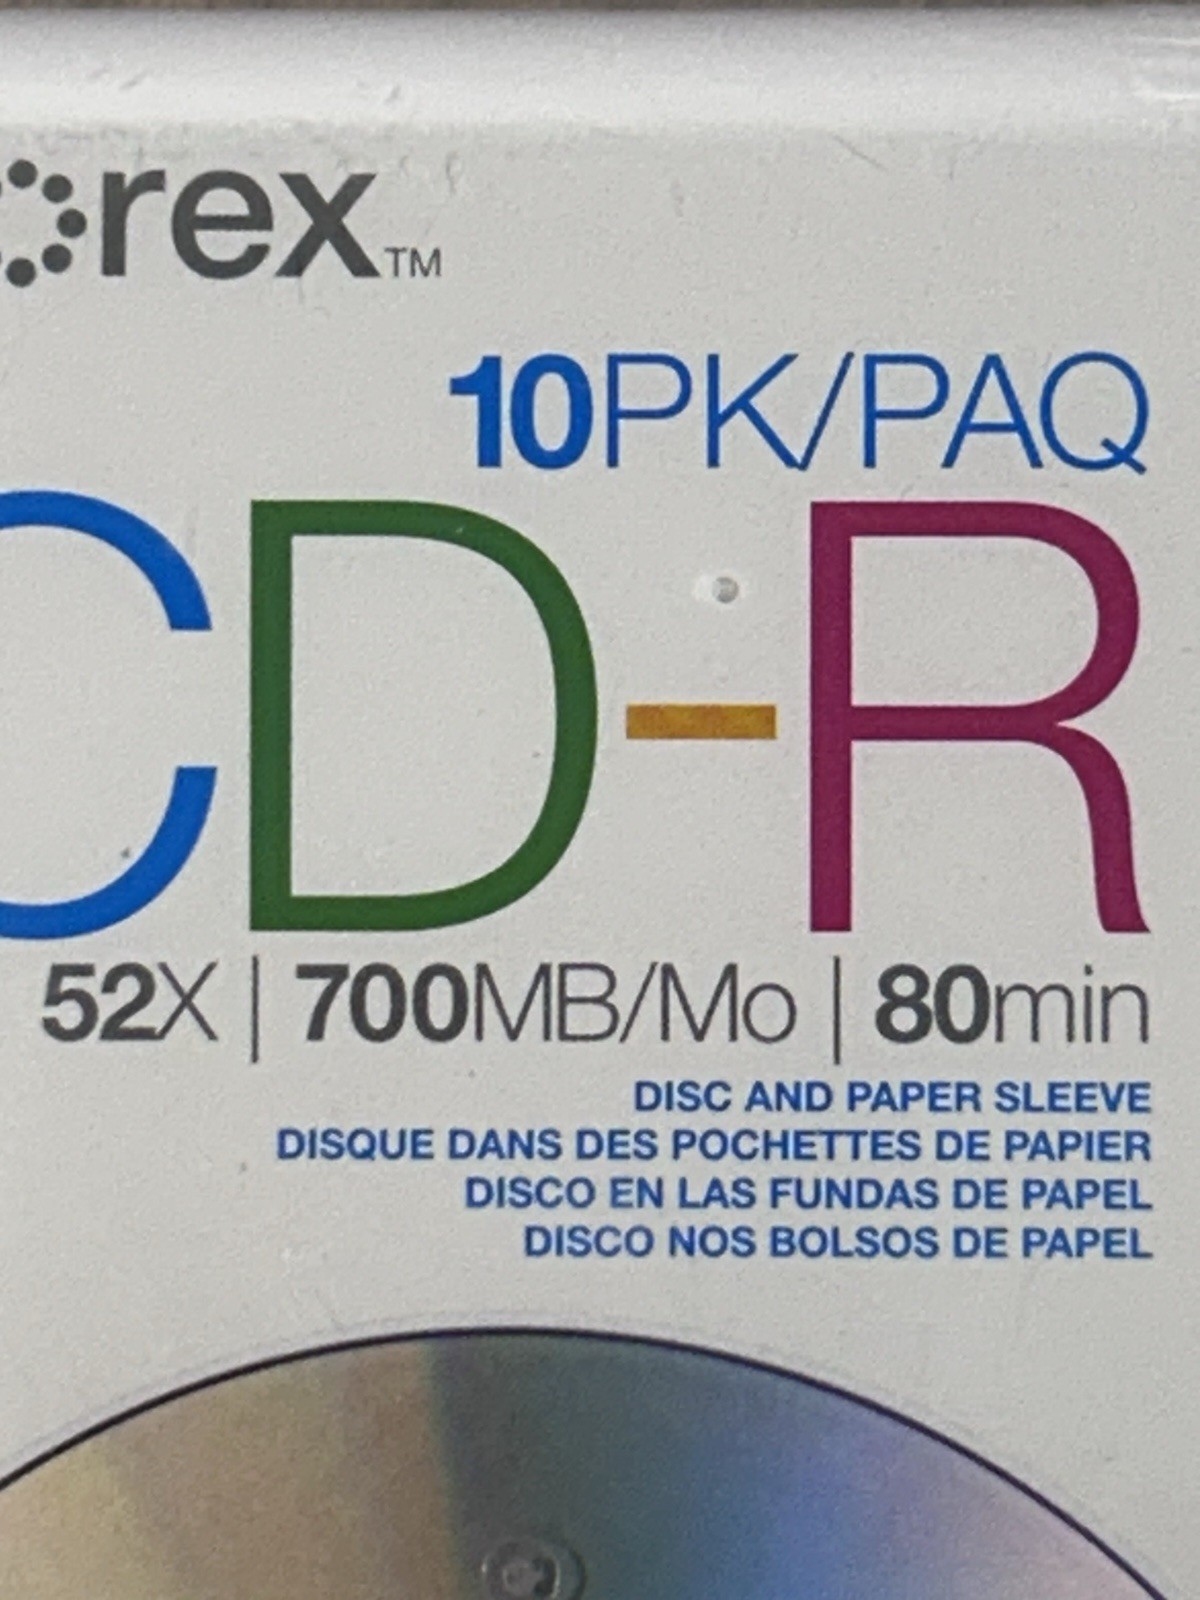 orex™
10PK/PAQ
CD-R
52X | 700MB/Mo | 80min
DISC AND PAPER SLEEVE
DISQUE DANS DES POCHETTES DE PAPIER
DISCO EN LAS FUNDAS DE PAPEL
DISCO NOS BOLSOS DE PAPEL